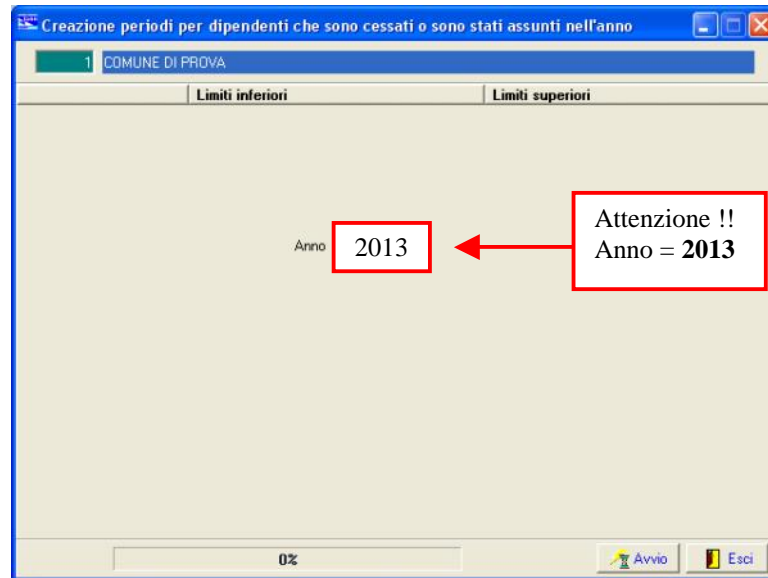 Creazione periodi per dipendenti che sono cessati o sono stati assunti nell'anno
1 COMUNE DI PROVA
Limiti inferiori Limiti superiori
Attenzione !!
Anno 2013 Anno = 2013
0% Avvio Esci